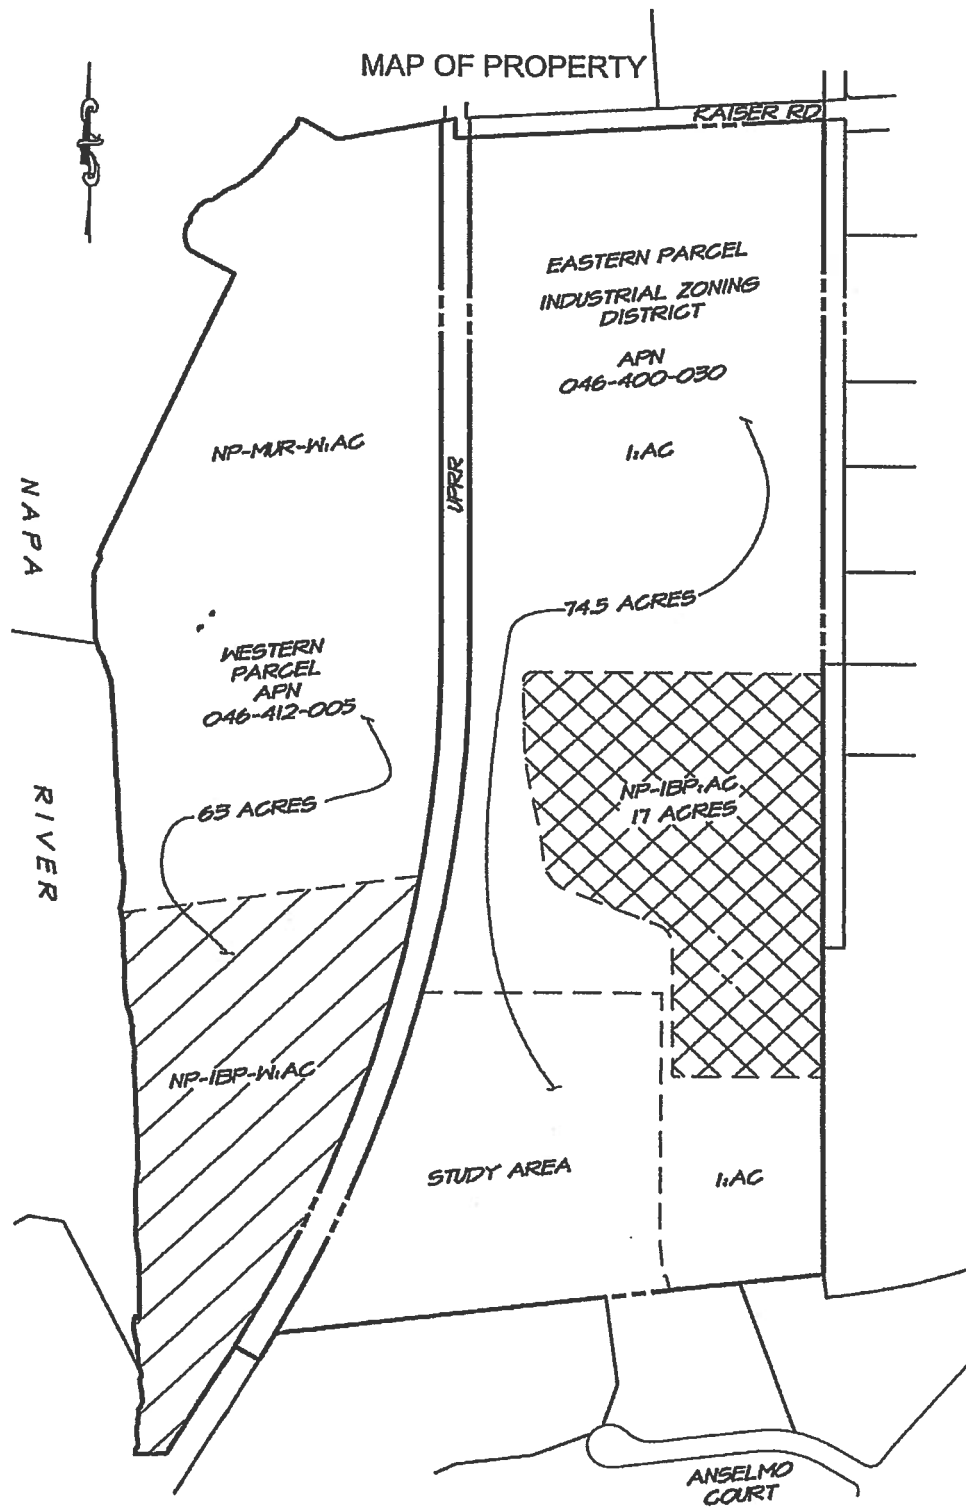 MAP OF PROPERTY
KAISER RD
EASTERN PARCEL
INDUSTRIAL ZONING
DISTRICT
APN
046-400-030
NP-MUR-W:AC
I:AC
UPRR
NAPA
RIVER
74.5 ACRES
WESTERN
PARCEL
APN
046-412-005
63 ACRES
NP-IBP:AC
17 ACRES
NP-IBP-W:AC
STUDY AREA
I:AC
ANSELMO
COURT